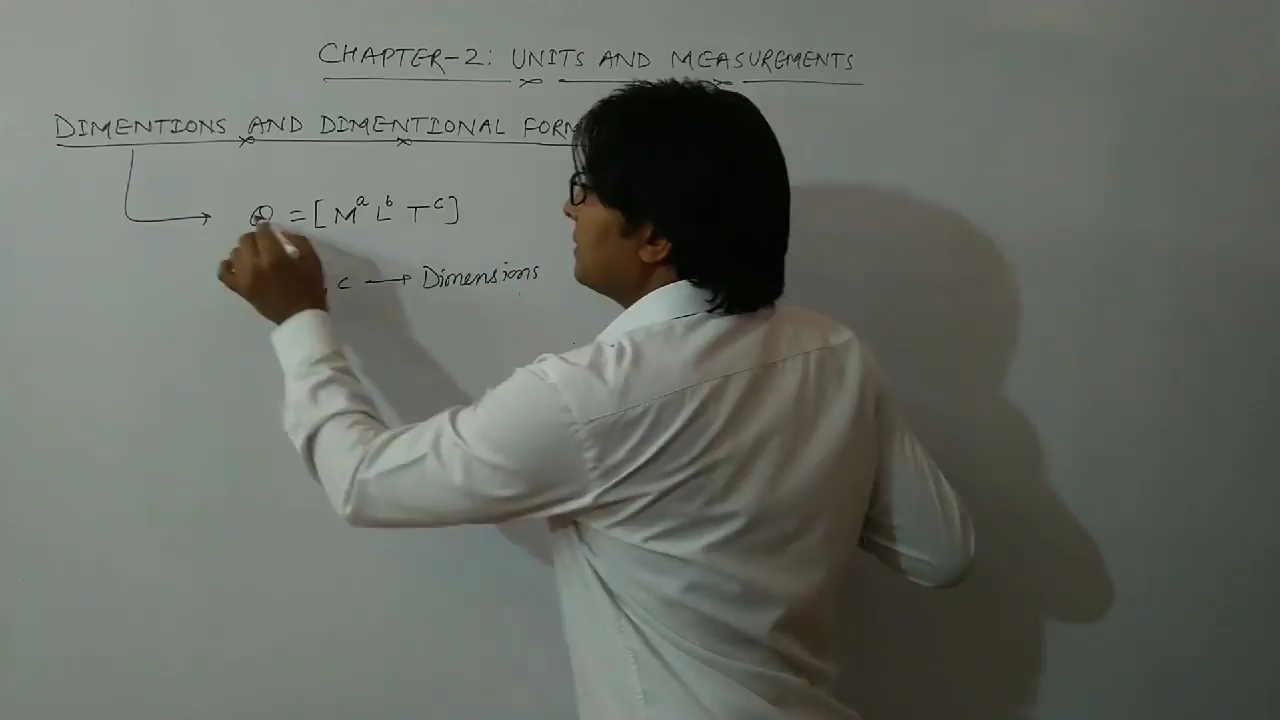 CHAPTER-2: UNITS AND MEASUREMENTS
DIMENTIONS AND DIMENTIONAL FORM
Q = [M^a L^b T^c]
, c → Dimensions